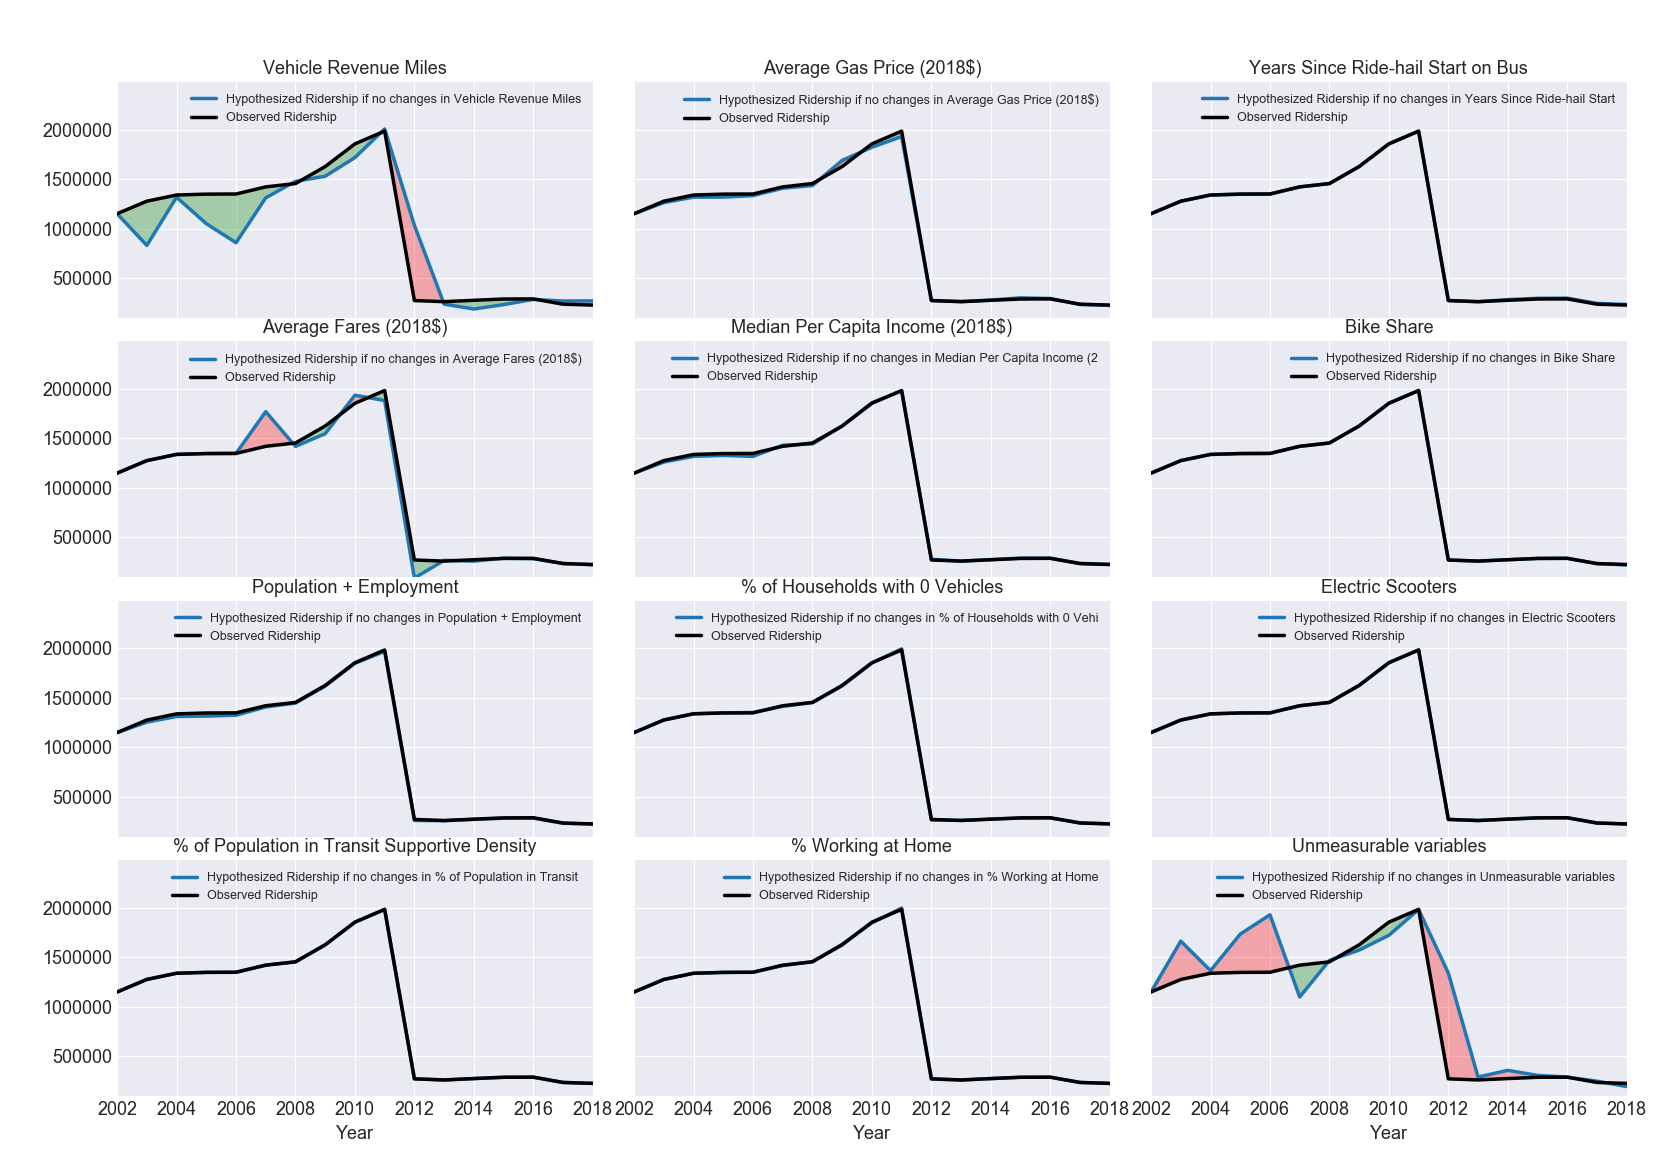 Vehicle Revenue Miles
Hypothesized Ridership if no changes in Vehicle Revenue Miles
Observed Ridership
2000000
1500000
1000000
500000
Average Gas Price (2018$)
Hypothesized Ridership if no changes in Average Gas Price (2018$)
Observed Ridership
Years Since Ride-hail Start on Bus
Hypothesized Ridership if no changes in Years Since Ride-hail Start
Observed Ridership
Average Fares (2018$)
Hypothesized Ridership if no changes in Average Fares (2018$)
Observed Ridership
2000000
1500000
1000000
500000
Median Per Capita Income (2018$)
Hypothesized Ridership if no changes in Median Per Capita Income (2
Observed Ridership
Bike Share
Hypothesized Ridership if no changes in Bike Share
Observed Ridership
Population + Employment
Hypothesized Ridership if no changes in Population + Employment
Observed Ridership
2000000
1500000
1000000
500000
% of Households with 0 Vehicles
Hypothesized Ridership if no changes in % of Households with 0 Vehi
Observed Ridership
Electric Scooters
Hypothesized Ridership if no changes in Electric Scooters
Observed Ridership
% of Population in Transit Supportive Density
Hypothesized Ridership if no changes in % of Population in Transit
Observed Ridership
2000000
1500000
1000000
500000
2002 2004 2006 2008 2010 2012 2014 2016 2018
Year
% Working at Home
Hypothesized Ridership if no changes in % Working at Home
Observed Ridership
2002 2004 2006 2008 2010 2012 2014 2016 2018
Year
Unmeasurable variables
Hypothesized Ridership if no changes in Unmeasurable variables
Observed Ridership
2002 2004 2006 2008 2010 2012 2014 2016 2018
Year